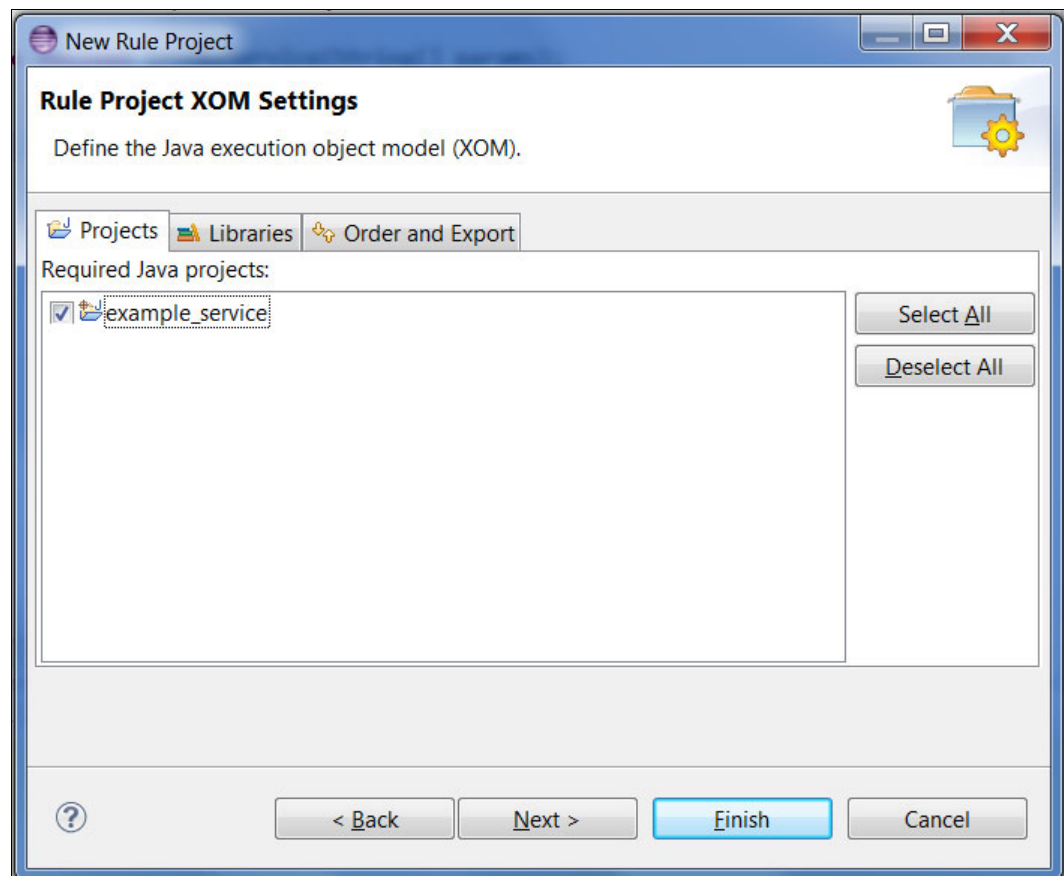 New Rule Project
Rule Project XOM Settings
Define the Java execution object model (XOM).
Projects Libraries Order and Export
Required Java projects:
example_service
Select All
Deselect All
< Back Next > Finish Cancel